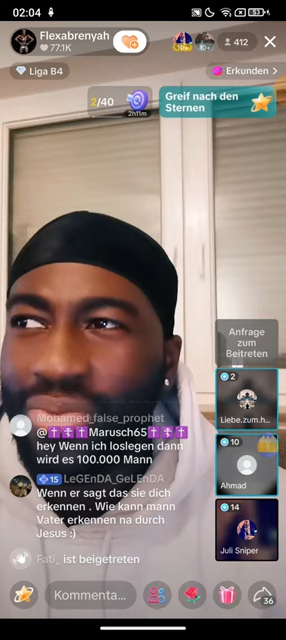 02:04
53
Flexabrenyah
77.1K
412
Liga B4
Erkunden >
2/40
2h11m
Greif nach den
Sternen
Anfrage
zum
Beitreten
2
Liebe.zum.h...
10
Ahmad
14
Juli Sniper
Mohamed_false_prophet
@✝️✝️✝️Marusch65✝️✝️✝️
hey Wenn ich loslegen dann
wird es 100.000 Mann
15 LeGEnDA_GeLEnDA
Wenn er sagt das sie dich
erkennen . Wie kann mann
Vater erkennen na durch
Jesus :)
Fati_ ist beigetreten
Kommenta...
36